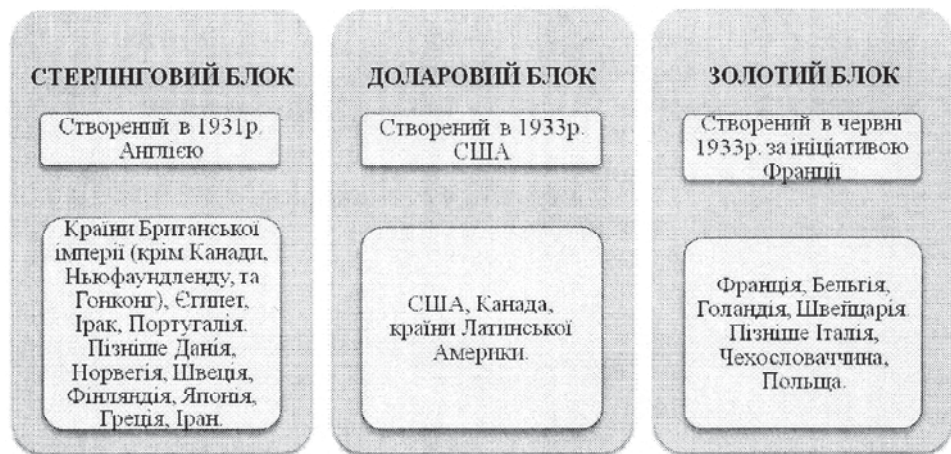 СТЕРЛІНГОВИЙ БЛОК
Створений в 1931р.
Англією
Країни Британської
імперії (крім Канади,
Ньюфаундленду, та
Гонконг), Єгипет,
Ірак, Португалія.
Пізніше Данія,
Норвегія, Швеція,
Фінляндія, Японія,
Греція, Іран.
ДОЛАРОВИЙ БЛОК
Створений в 1933р.
США
США, Канада,
країни Латинської
Америки.
ЗОЛОТИЙ БЛОК
Створений в червні
1933р. за ініціативою
Франції
Франція, Бельгія,
Голандія, Швейцарія.
Пізніше Італія,
Чехословаччина,
Польща.